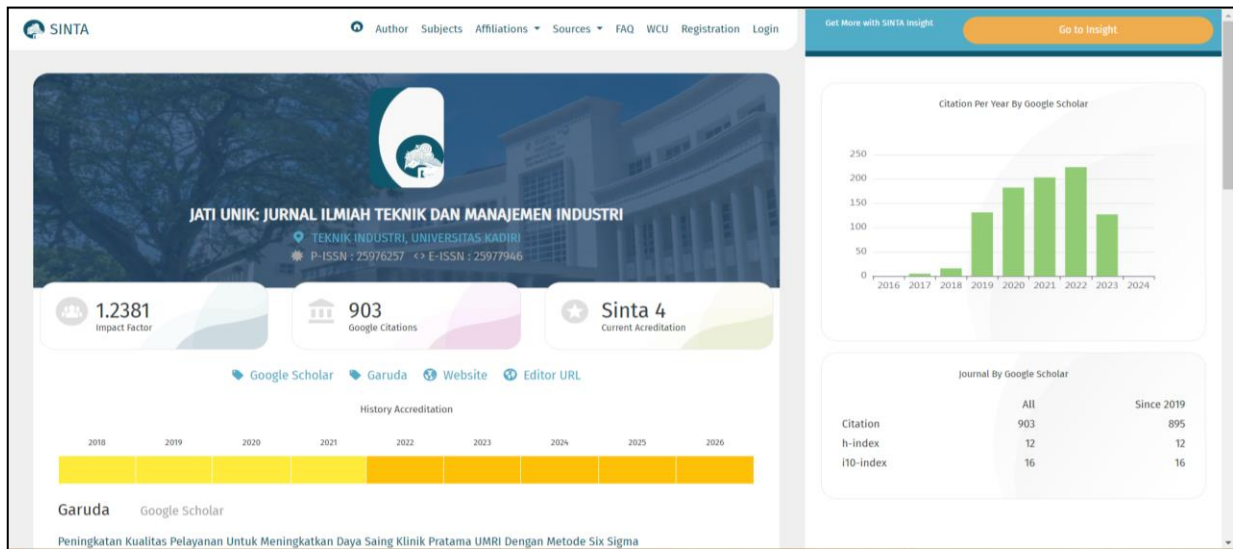 SINTA
Author Subjects Affiliations Sources FAQ WCU Registration Login
Get More with SINTA Insight
Go to Insight
JATI UNIK: JURNAL ILMIAH TEKNIK DAN MANAJEMEN INDUSTRI
TEKNIK INDUSTRI, UNIVERSITAS KADIRI
P-ISSN : 25976257 <> E-ISSN : 25977946
1.2381
Impact Factor
903
Google Citations
Sinta 4
Current Acreditation
Google Scholar Garuda Website Editor URL
History Accreditation
2018 2019 2020 2021 2022 2023 2024 2025 2026
Garuda Google Scholar
Peningkatan Kualitas Pelayanan Untuk Meningkatkan Daya Saing Klinik Pratama UMRI Dengan Metode Six Sigma
Citation Per Year By Google Scholar
250
200
150
100
50
0
2016 2017 2018 2019 2020 2021 2022 2023 2024
Journal By Google Scholar
All Since 2019
Citation 903 895
h-index 12 12
i10-index 16 16